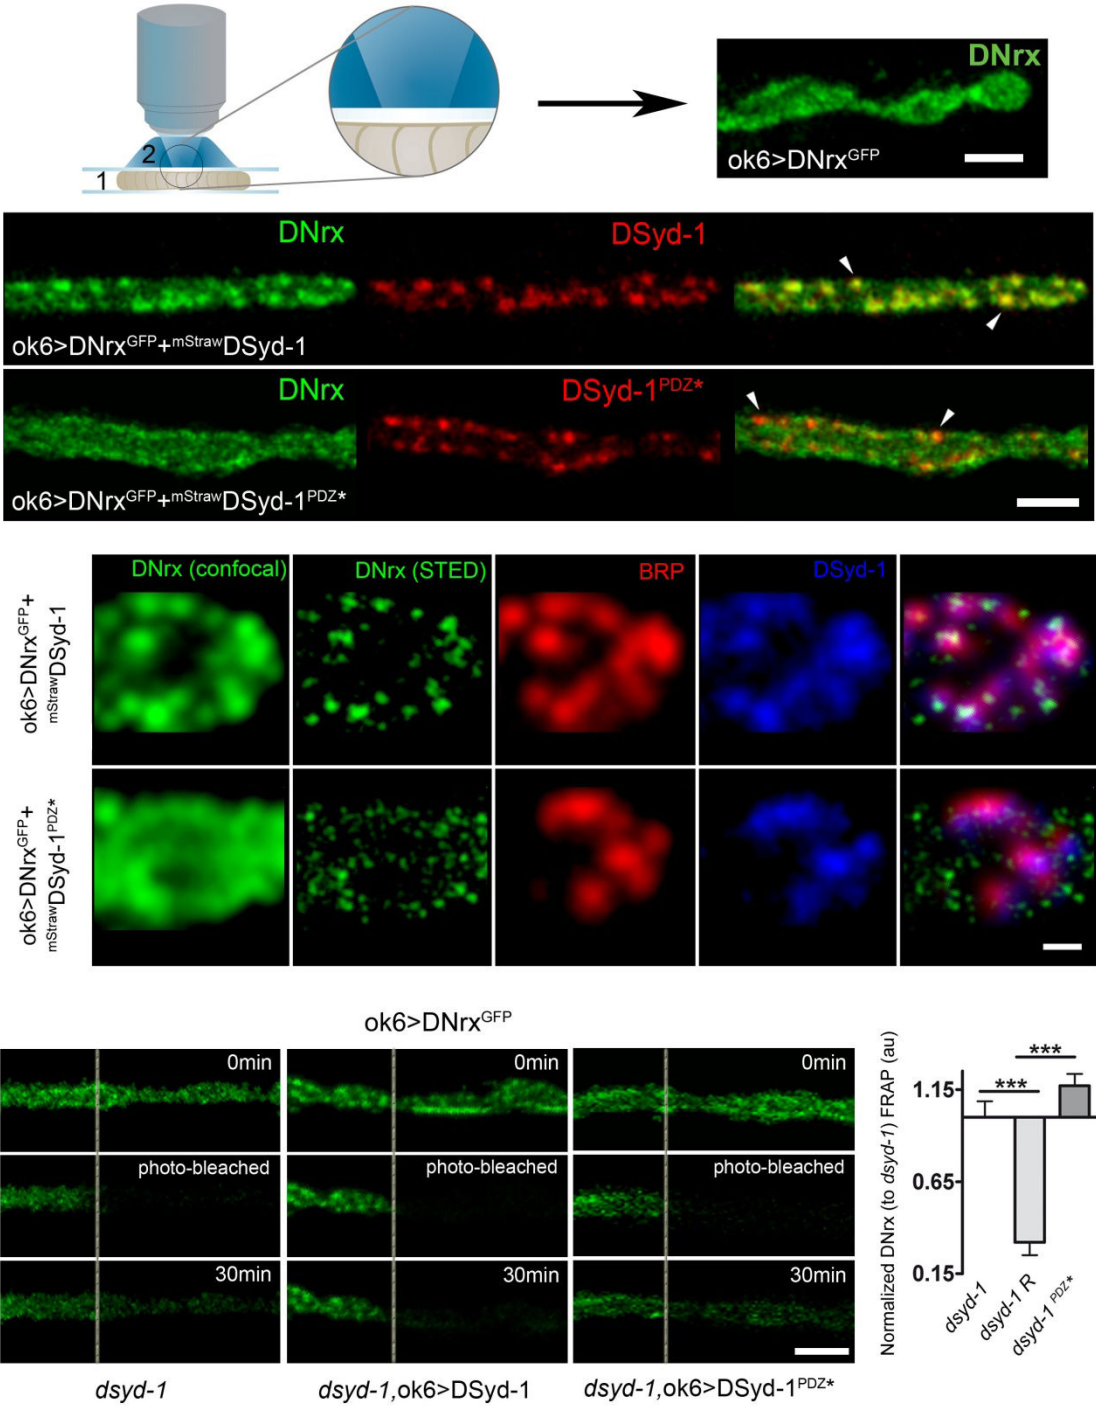 2
1
DNrx
ok6>DNrxGFP
DNrx
DSyd-1
ok6>DNrxGFP+mStrawDSyd-1
DNrx
DSyd-1PDZ*
ok6>DNrxGFP+mStrawDSyd-1PDZ*
DNrx (confocal)
DNrx (STED)
BRP
DSyd-1
ok6>DNrxGFP+
mStrawDSyd-1
ok6>DNrxGFP+
mStrawDSyd-1PDZ*
ok6>DNrxGFP
0min
0min
0min
photo-bleached
photo-bleached
photo-bleached
30min
30min
30min
dsyd-1
dsyd-1,ok6>DSyd-1
dsyd-1,ok6>DSyd-1PDZ*
Normalized DNrx (to dsyd-1) FRAP (au)
***
***
1.15
0.65
0.15
dsyd-1
dsyd-1 R
dsyd-1 PDZ*